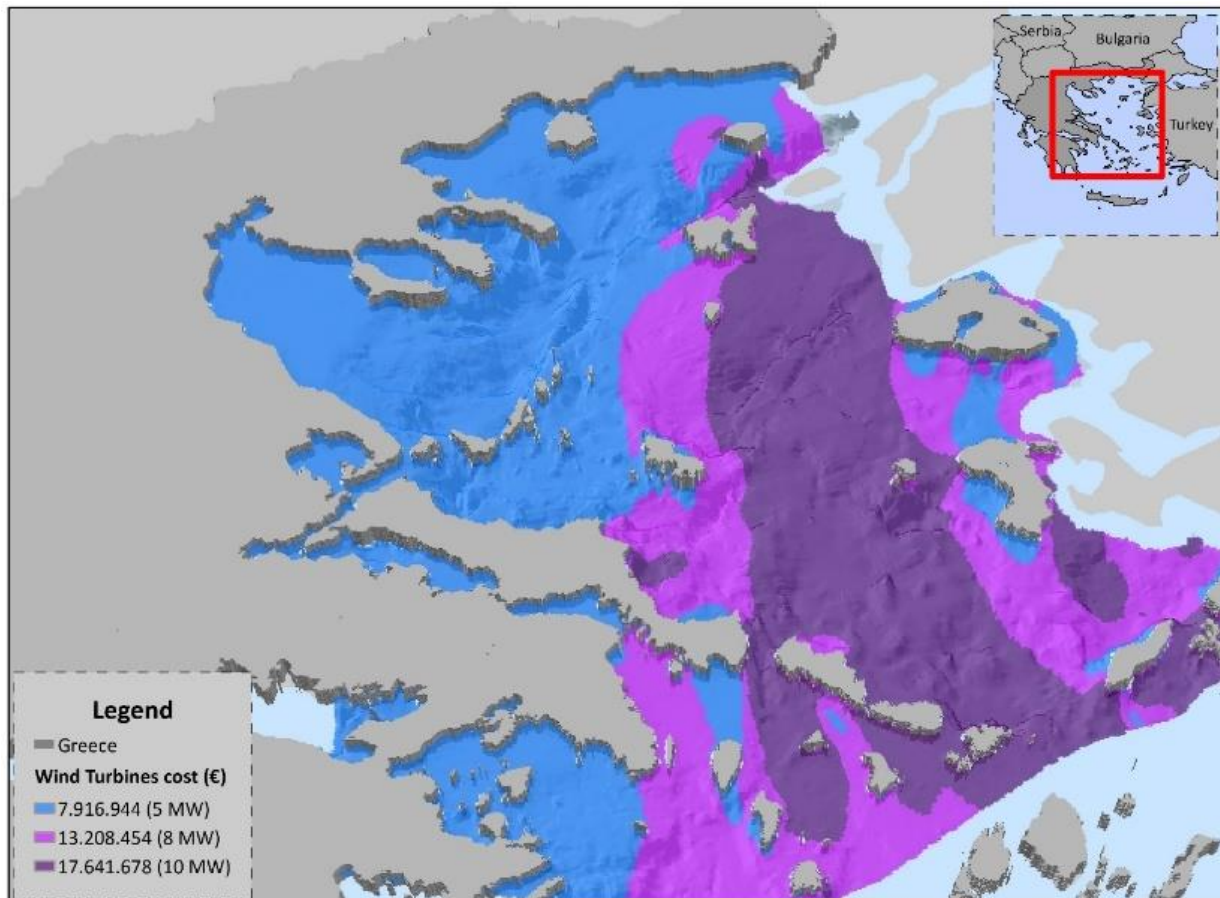 Serbia
Bulgaria
Turkey
Legend
Greece
Wind Turbines cost (€)
7.916.944 (5 MW)
13.208.454 (8 MW)
17.641.678 (10 MW)